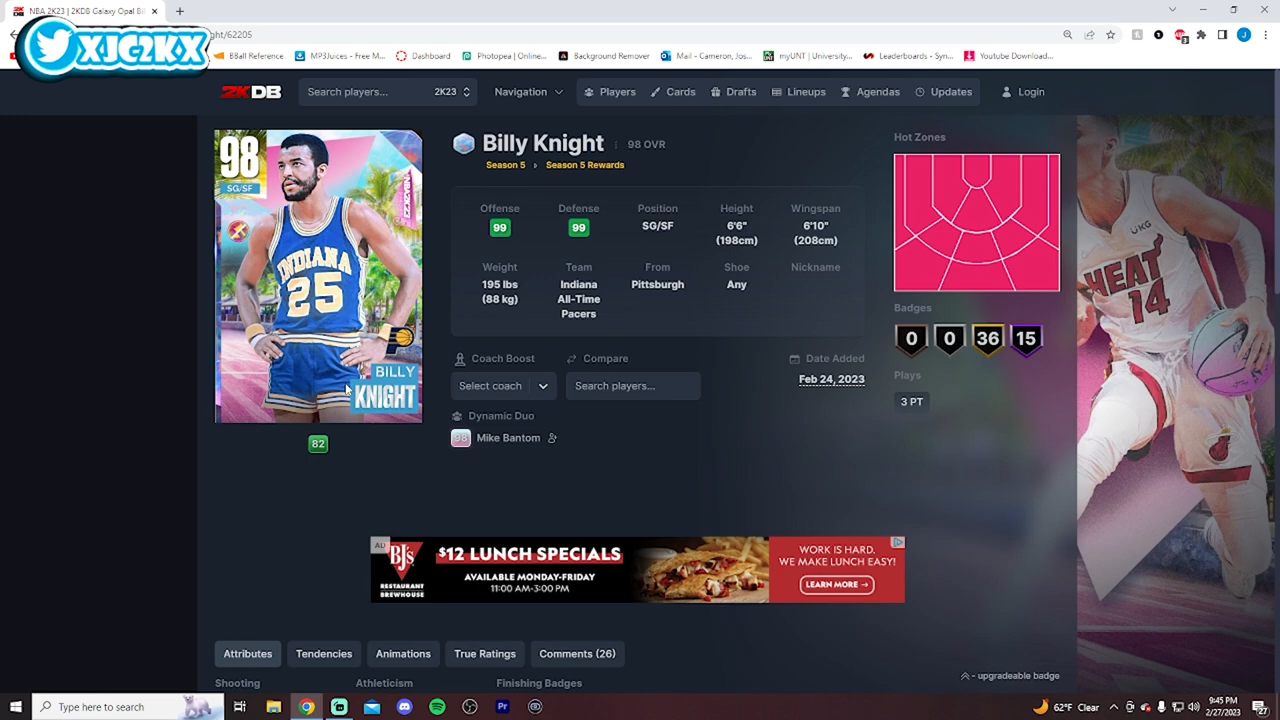 NBA 2K23 | 2KDB Galaxy Opal Bil
XJC2KX
ght/62205
BBall Reference
MP3Juices - Free M...
Dashboard
Photopea | Online...
Background Remover
Mail - Cameron, Jos...
myUNT | University...
Leaderboards - Syn...
Youtube Download...
2KDB
Search players...
2K23
Navigation
Players
Cards
Drafts
Lineups
Agendas
Updates
Login
98
SG/SF
INDIANA
25
BILLY
KNIGHT
82
Billy Knight
98 OVR
Season 5 » Season 5 Rewards
Offense
99
Defense
99
Position
SG/SF
Height
6'6"
(198cm)
Wingspan
6'10"
(208cm)
Weight
195 lbs
(88 kg)
Team
Indiana
All-Time
Pacers
From
Pittsburgh
Shoe
Any
Nickname
Coach Boost
Select coach
Compare
Search players...
Date Added
Feb 24, 2023
Dynamic Duo
98 Mike Bantom
Hot Zones
Badges
0 0 36 15
Plays
3 PT
HEAT
14
AD
BJ's
RESTAURANT
BREWHOUSE
$12 LUNCH SPECIALS
AVAILABLE MONDAY-FRIDAY
11:00 AM-3:00 PM
WORK IS HARD.
WE MAKE LUNCH EASY!
LEARN MORE →
Attributes
Tendencies
Animations
True Ratings
Comments (26)
- upgradeable badge
Shooting
Athleticism
Finishing Badges
Type here to search
62°F Clear
9:45 PM
2/27/2023
27